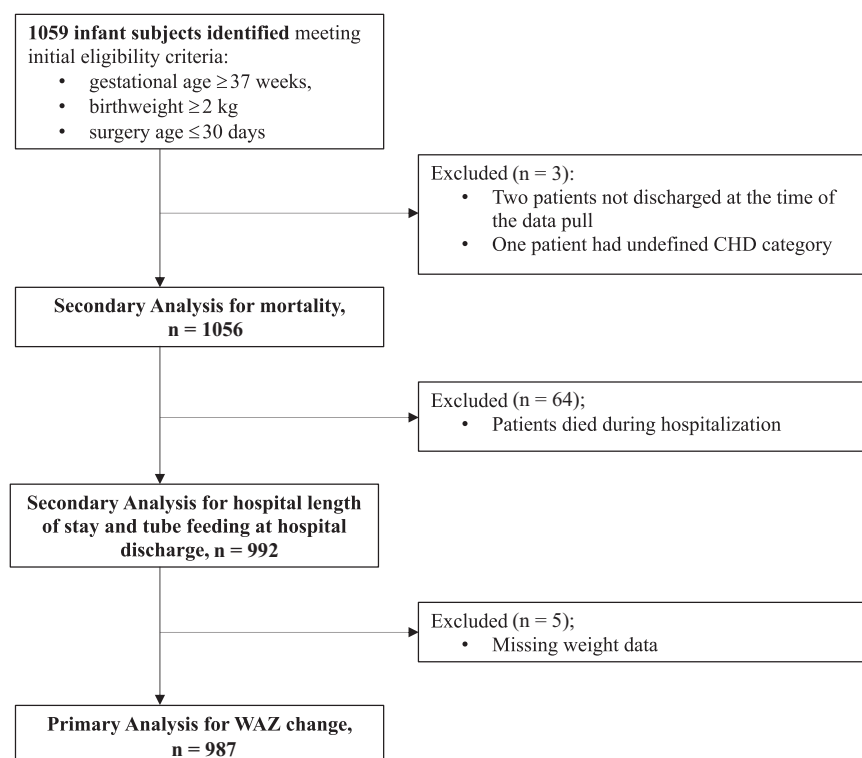 1059 infant subjects identified meeting
initial eligibility criteria:
• gestational age ≥37 weeks,
• birthweight ≥2 kg
• surgery age ≤30 days
Excluded (n = 3):
• Two patients not discharged at the time of
the data pull
• One patient had undefined CHD category
Secondary Analysis for mortality,
n = 1056
Excluded (n = 64);
• Patients died during hospitalization
Secondary Analysis for hospital length
of stay and tube feeding at hospital
discharge, n = 992
Excluded (n = 5);
• Missing weight data
Primary Analysis for WAZ change,
n = 987